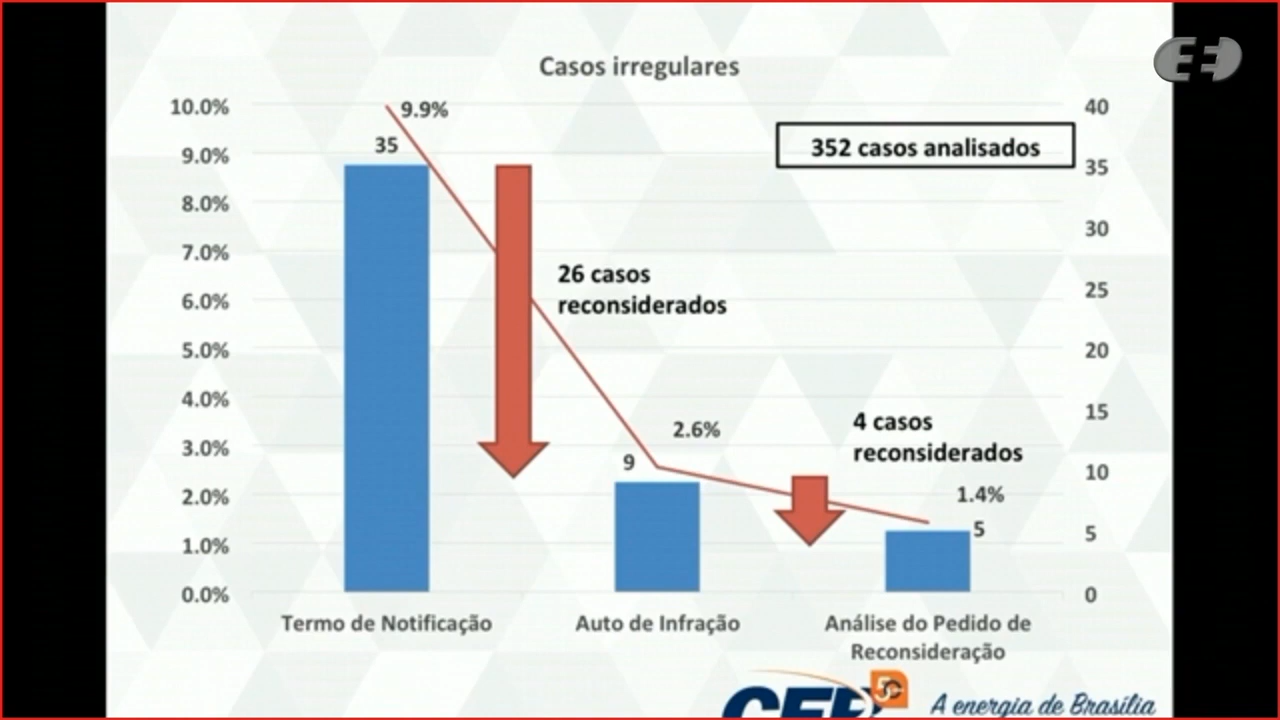 Casos irregulares
10.0%
9.0%
8.0%
7.0%
6.0%
5.0%
4.0%
3.0%
2.0%
1.0%
0.0%
9.9%
35
352 casos analisados
26 casos
reconsiderados
2.6%
9
4 casos
reconsiderados
1.4%
5
40
35
30
25
20
15
10
5
0
Termo de Notificação
Auto de Infração
Análise do Pedido de
Reconsideração
A energia de Brasília